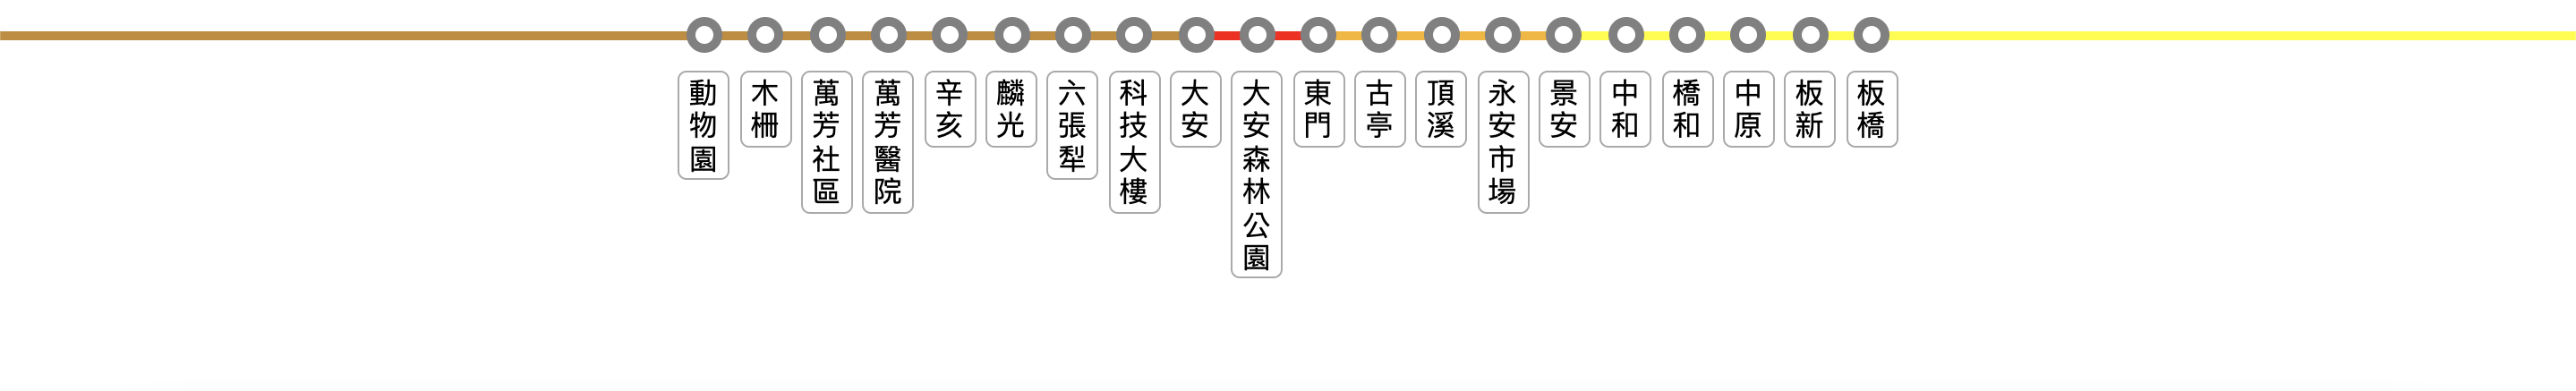 動物園
木柵
萬芳社區
萬芳醫院
辛亥
麟光
六張犁
科技大樓
大安
大安森林公園
東門
古亭
頂溪
永安市場
景安
中和
橋和
中原
板新
板橋